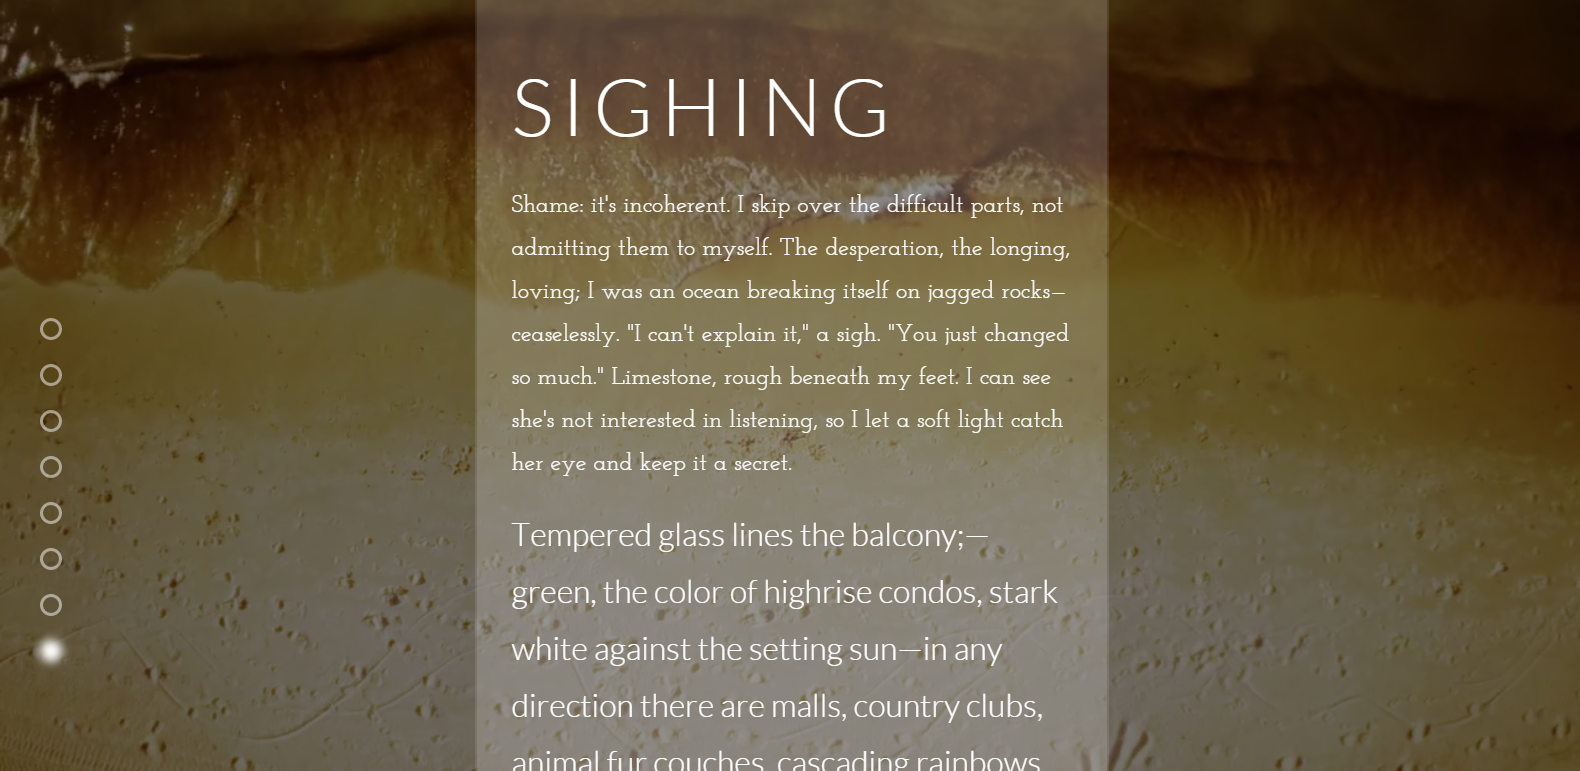 SIGHING
Shame: it's incoherent. I skip over the difficult parts, not
admitting them to myself. The desperation, the longing,
loving; I was an ocean breaking itself on jagged rocks—
ceaselessly. "I can't explain it," a sigh. "You just changed
so much." Limestone, rough beneath my feet. I can see
she's not interested in listening, so I let a soft light catch
her eye and keep it a secret.
Tempered glass lines the balcony;—
green, the color of highrise condos, stark
white against the setting sun—in any
direction there are malls, country clubs,
animal fur couches, cascading rainbows